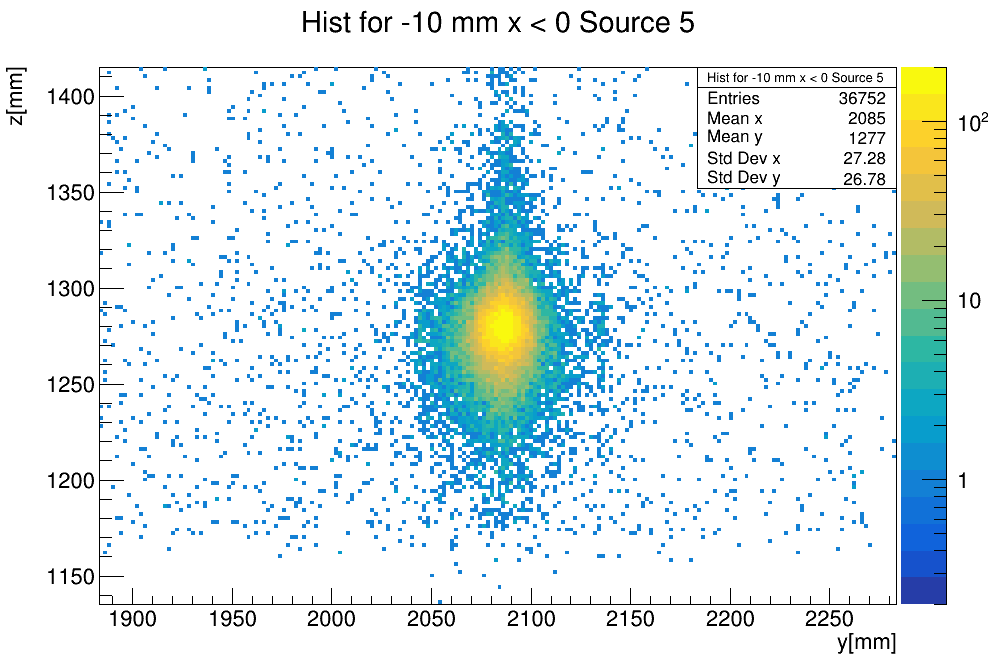 Hist for -10 mm x < 0 Source 5
z[mm]
Hist for -10 mm x < 0 Source 5
Entries 36752
Mean x 2085
Mean y 1277
Std Dev x 27.28
Std Dev y 26.78
1400
1350
1300
1250
1200
1150
10²
10
1
1900 1950 2000 2050 2100 2150 2200 2250
y[mm]